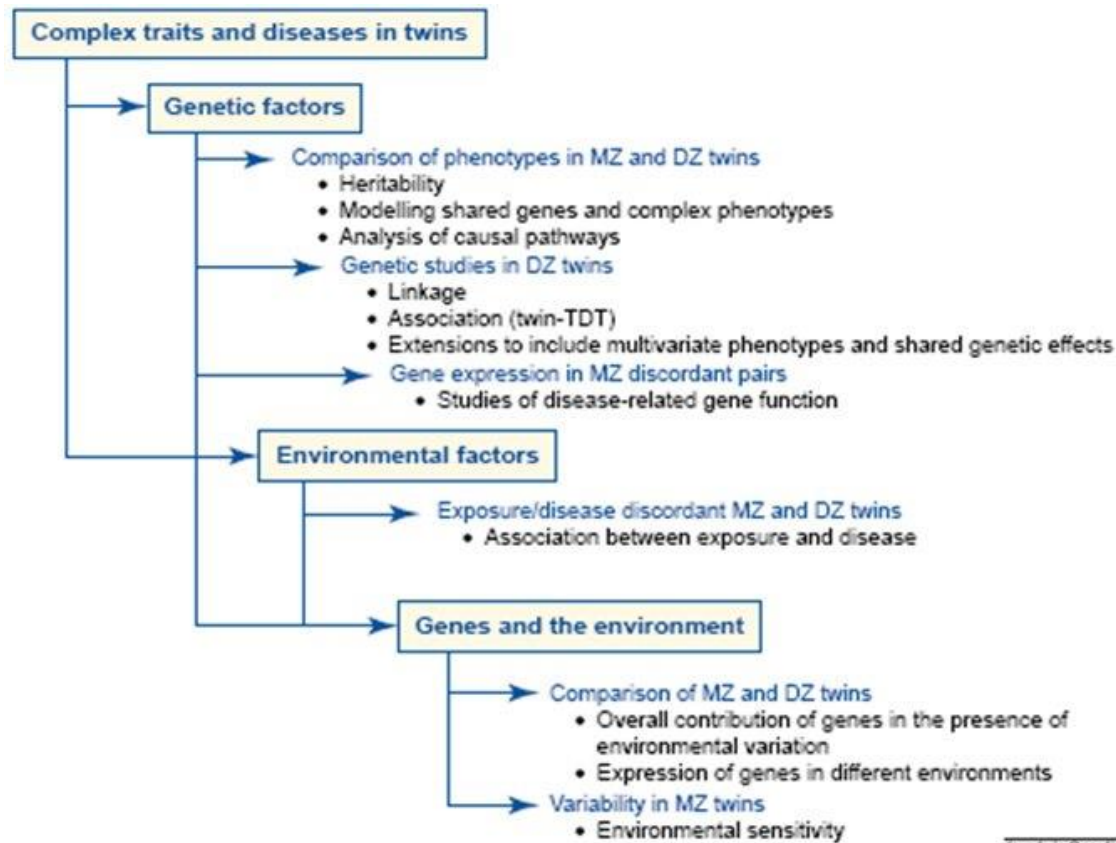 Complex traits and diseases in twins
Genetic factors
Comparison of phenotypes in MZ and DZ twins
• Heritability
• Modelling shared genes and complex phenotypes
• Analysis of causal pathways
Genetic studies in DZ twins
• Linkage
• Association (twin-TDT)
• Extensions to include multivariate phenotypes and shared genetic effects
Gene expression in MZ discordant pairs
• Studies of disease-related gene function
Environmental factors
Exposure/disease discordant MZ and DZ twins
• Association between exposure and disease
Genes and the environment
Comparison of MZ and DZ twins
• Overall contribution of genes in the presence of
environmental variation
• Expression of genes in different environments
Variability in MZ twins
• Environmental sensitivity